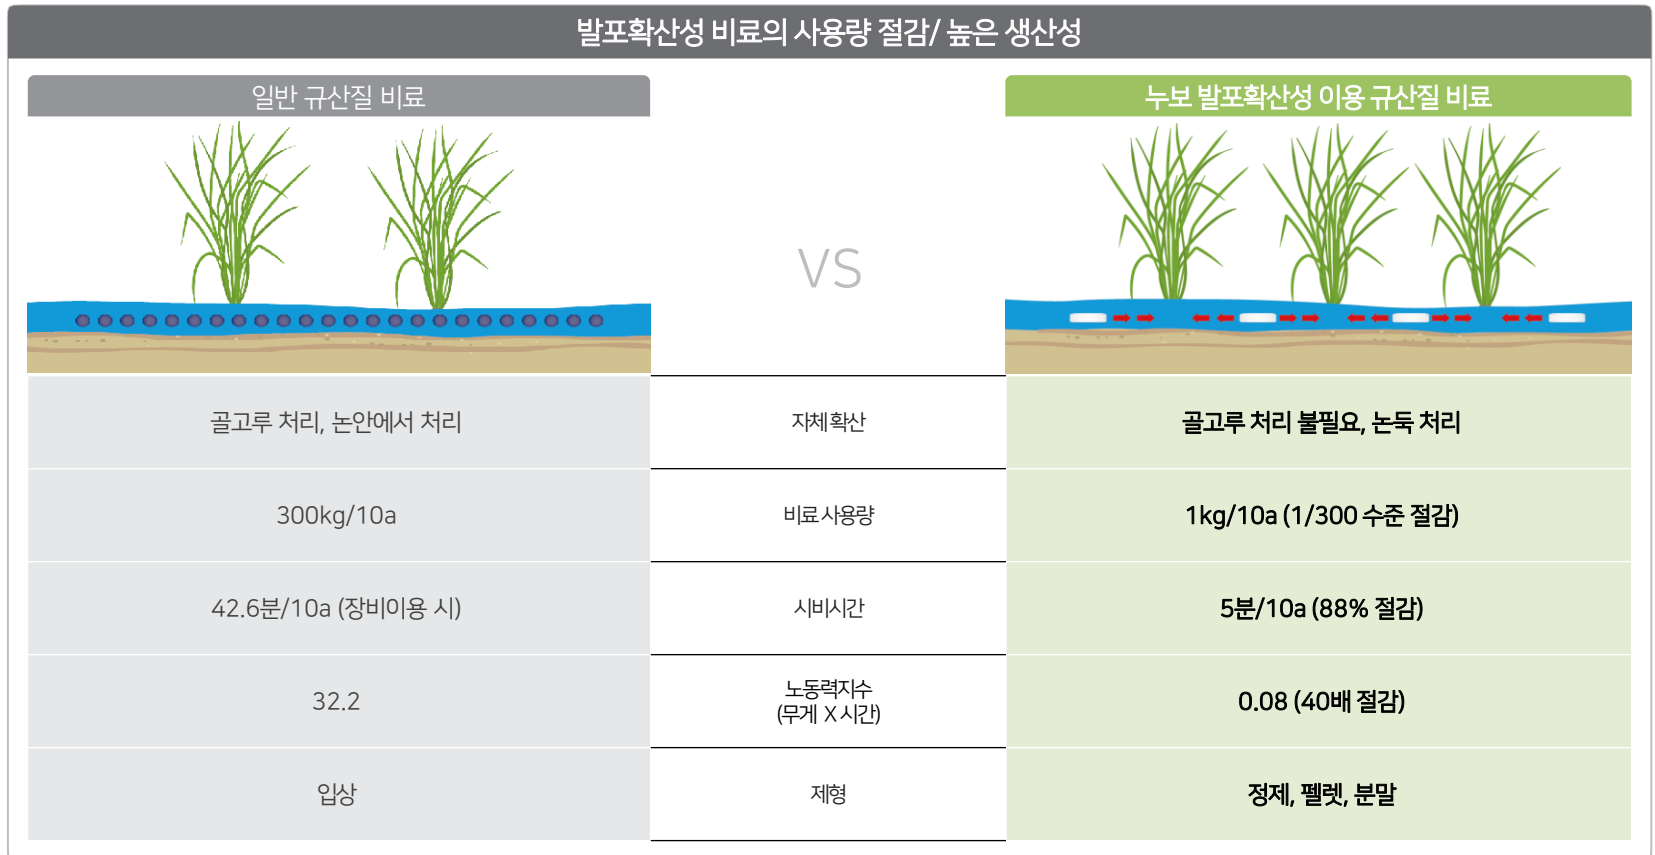 발포확산성 비료의 사용량 절감/ 높은 생산성
일반 규산질 비료
누보 발포확산성 이용 규산질 비료
VS
골고루 처리, 논안에서 처리
자체 확산
골고루 처리 불필요, 논둑 처리
300kg/10a
비료 사용량
1kg/10a (1/300 수준 절감)
42.6분/10a (장비이용 시)
시비시간
5분/10a (88% 절감)
32.2
노동력지수
(무게 X 시간)
0.08 (40배 절감)
입상
제형
정제, 펠렛, 분말